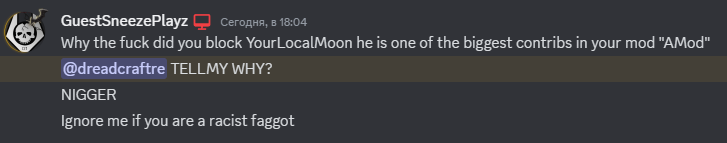 GuestSneezePlayz Сегодня, в 18:04
Why the fuck did you block YourLocalMoon he is one of the biggest contribs in your mod "AMod"
@dreadcraftre TELLMY WHY?
NIGGER
Ignore me if you are a racist faggot